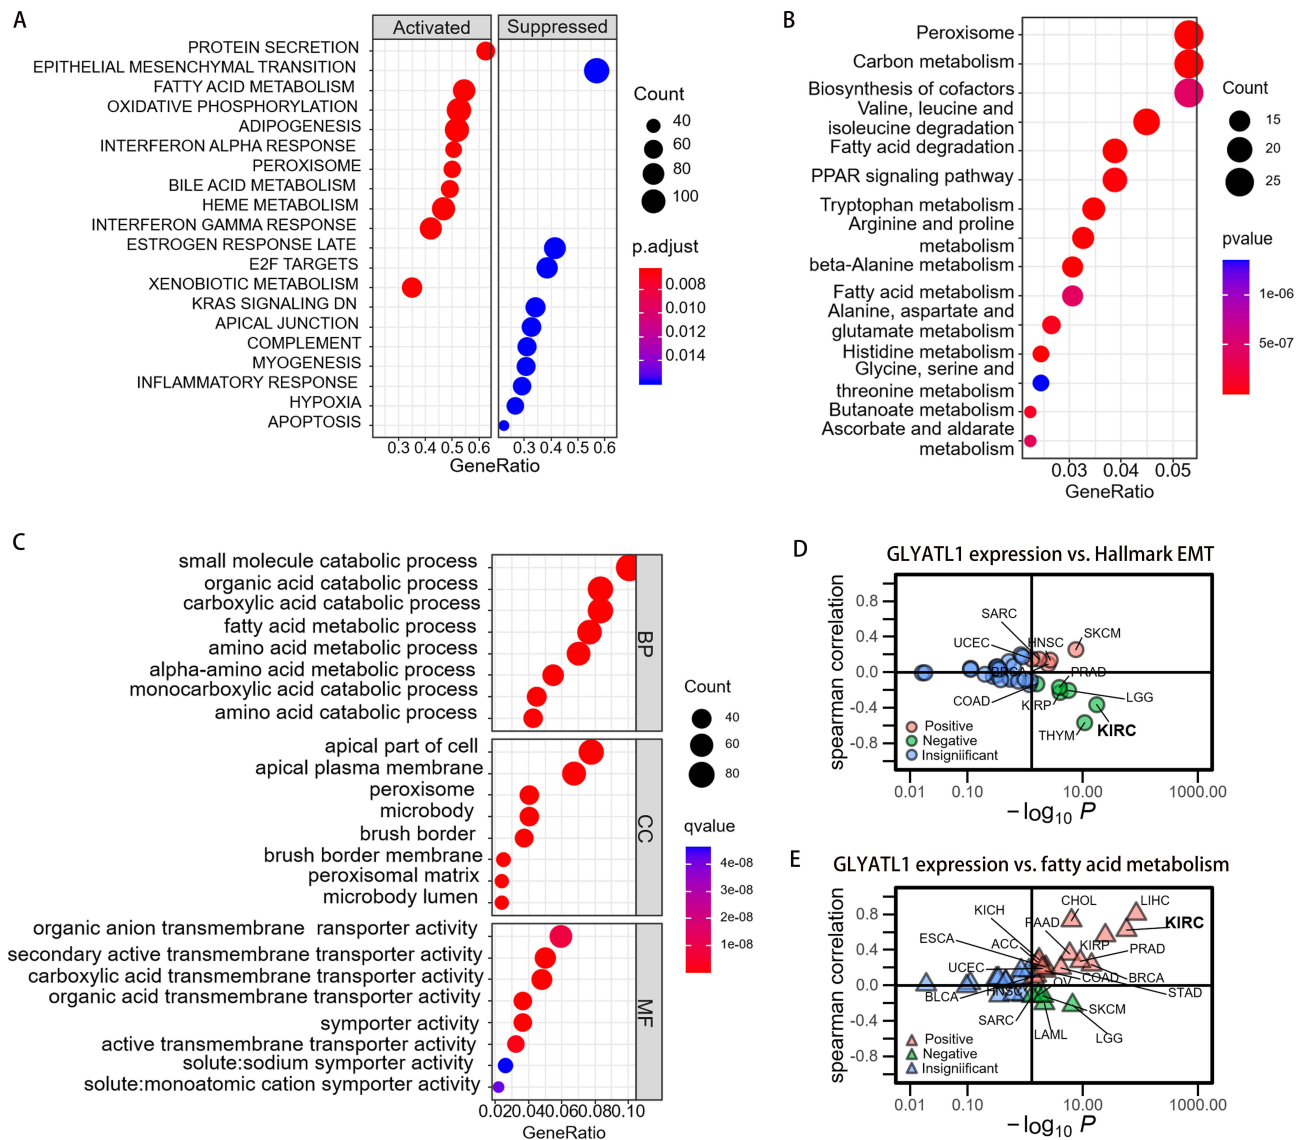 A
Activated
Suppressed
PROTEIN SECRETION
EPITHELIAL MESENCHYMAL TRANSITION
FATTY ACID METABOLISM
OXIDATIVE PHOSPHORYLATION
ADIPOGENESIS
INTERFERON ALPHA RESPONSE
PEROXISOME
BILE ACID METABOLISM
HEME METABOLISM
INTERFERON GAMMA RESPONSE
ESTROGEN RESPONSE LATE
E2F TARGETS
XENOBIOTIC METABOLISM
KRAS SIGNALING DN
APICAL JUNCTION
COMPLEMENT
MYOGENESIS
INFLAMMATORY RESPONSE
HYPOXIA
APOPTOSIS
0.3 0.4 0.5 0.6
0.3 0.4 0.5 0.6
GeneRatio
Count
40
60
80
100
p.adjust
0.008
0.010
0.012
0.014
B
Peroxisome
Carbon metabolism
Biosynthesis of cofactors
Valine, leucine and
isoleucine degradation
Fatty acid degradation
PPAR signaling pathway
Tryptophan metabolism
Arginine and proline
metabolism
beta-Alanine metabolism
Fatty acid metabolism
Alanine, aspartate and
glutamate metabolism
Histidine metabolism
Glycine, serine and
threonine metabolism
Butanoate metabolism
Ascorbate and aldarate
metabolism
0.03 0.04 0.05
GeneRatio
Count
15
20
25
pvalue
1e-06
5e-07
C
small molecule catabolic process
organic acid catabolic process
carboxylic acid catabolic process
fatty acid metabolic process
amino acid metabolic process
alpha-amino acid metabolic process
monocarboxylic acid catabolic process
amino acid catabolic process
BP
apical part of cell
apical plasma membrane
peroxisome
microbody
brush border
brush border membrane
peroxisomal matrix
microbody lumen
CC
organic anion transmembrane ransporter activity
secondary active transmembrane transporter activity
carboxylic acid transmembrane transporter activity
organic acid transmembrane transporter activity
symporter activity
active transmembrane transporter activity
solute:sodium symporter activity
solute:monoatomic cation symporter activity
MF
0.020.040.060.080.10
GeneRatio
Count
40
60
80
qvalue
4e-08
3e-08
2e-08
1e-08
D
GLYATL1 expression vs. Hallmark EMT
spearman correlation
0.8
0.4
0.0
-0.4
-0.8
SARC
UCEC
HNSC
SKCM
BRCA
PRAD
COAD
KIRP
LGG
THYM
KIRC
Positive
Negative
Insigniificant
0.01
0.10
10.00
1000.00
−log10 P
E
GLYATL1 expression vs. fatty acid metabolism
spearman correlation
0.8
0.4
0.0
-0.4
-0.8
CHOL
LIHC
KICH
PAAD
KIRC
ESCA
ACC
KIRP
PRAD
UCEC
COAD
BRCA
BLCA
HNSC
OV
STAD
SARC
SKCM
LAML
LGG
Positive
Negative
Insigniificant
0.01
0.10
10.00
1000.00
−log10 P